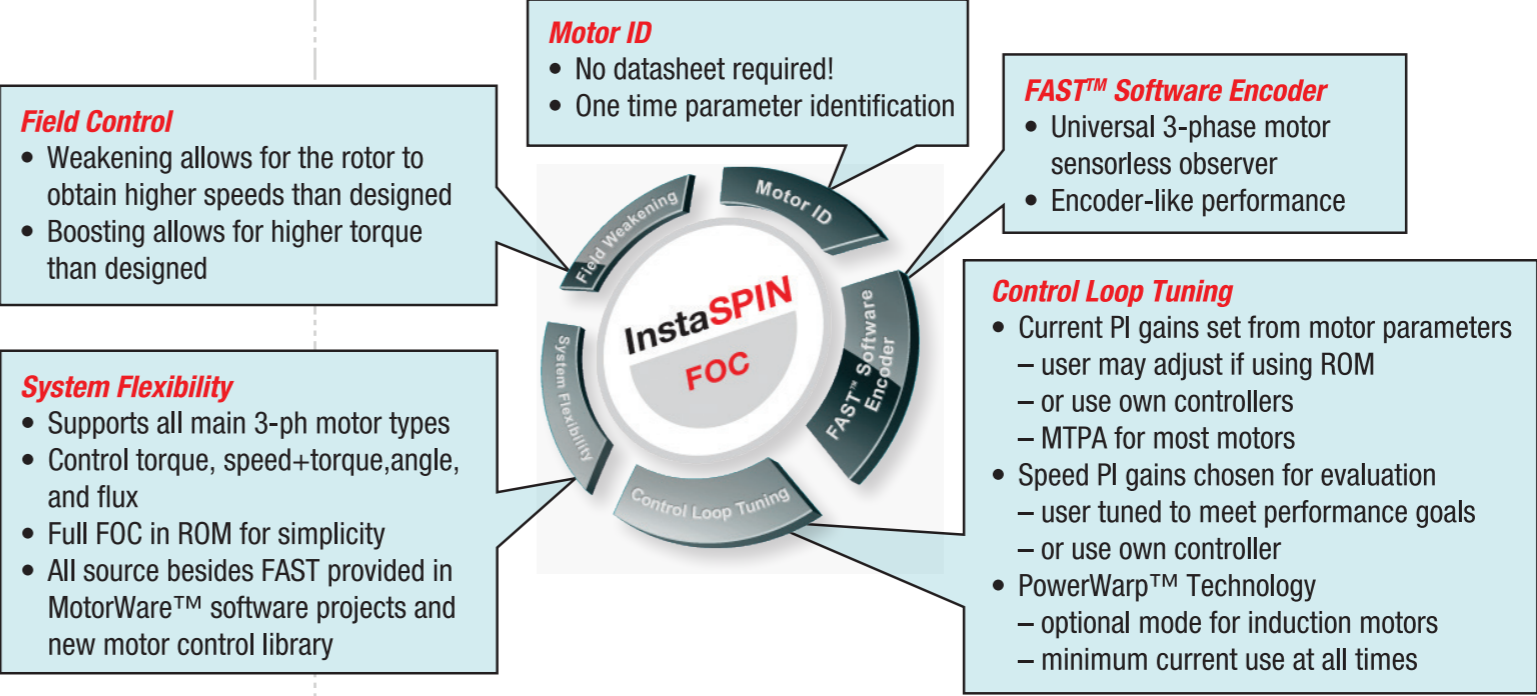 Motor ID
• No datasheet required!
• One time parameter identification
FAST™ Software Encoder
• Universal 3-phase motor
sensorless observer
• Encoder-like performance
Field Control
• Weakening allows for the rotor to
obtain higher speeds than designed
• Boosting allows for higher torque
than designed
Field Weakening
Motor ID
FAST™ Software
Encoder
Control Loop Tuning
System Flexibility
InstaSPIN
FOC
System Flexibility
• Supports all main 3-ph motor types
• Control torque, speed+torque,angle,
and flux
• Full FOC in ROM for simplicity
• All source besides FAST provided in
MotorWare™ software projects and
new motor control library
Control Loop Tuning
• Current PI gains set from motor parameters
– user may adjust if using ROM
– or use own controllers
– MTPA for most motors
• Speed PI gains chosen for evaluation
– user tuned to meet performance goals
– or use own controller
• PowerWarp™ Technology
– optional mode for induction motors
– minimum current use at all times